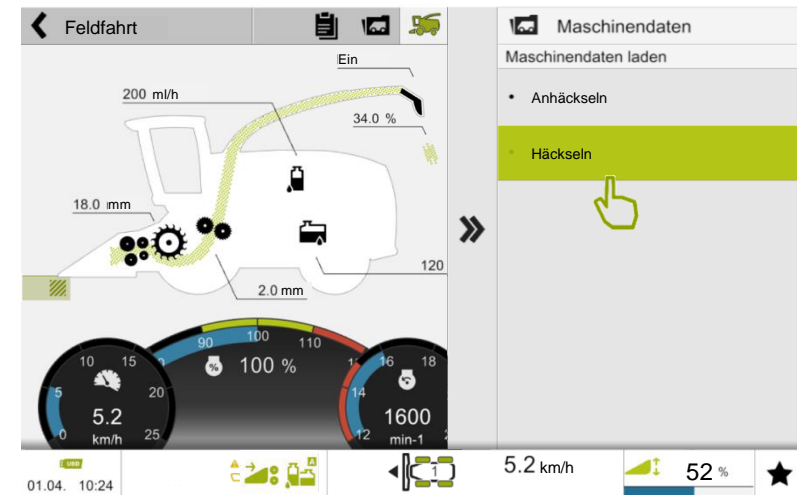 Feldfahrt
Maschinendaten
Maschinendaten laden
Ein
200 ml/h
34.0 %
• Anhäckseln
• Häckseln
18.0 mm
120
2.0 mm
90 100 110
100 %
0 5 10 15 20 25
5.2
km/h
12 14 16 18
1600
min-1
USB
01.04. 10:24
A
1
5.2 km/h
52 %